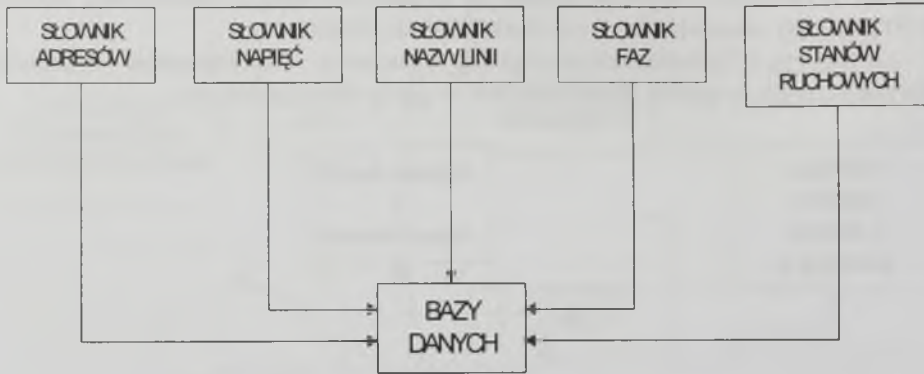 SŁOWNIK
ADRESÓW
SŁOWNIK
NAPIĘĆ
SŁOWNIK
NAZW LINII
SŁOWNIK
FAZ
SŁOWNIK
STANÓW
RUCHOWYCH
BAZY
DANYCH